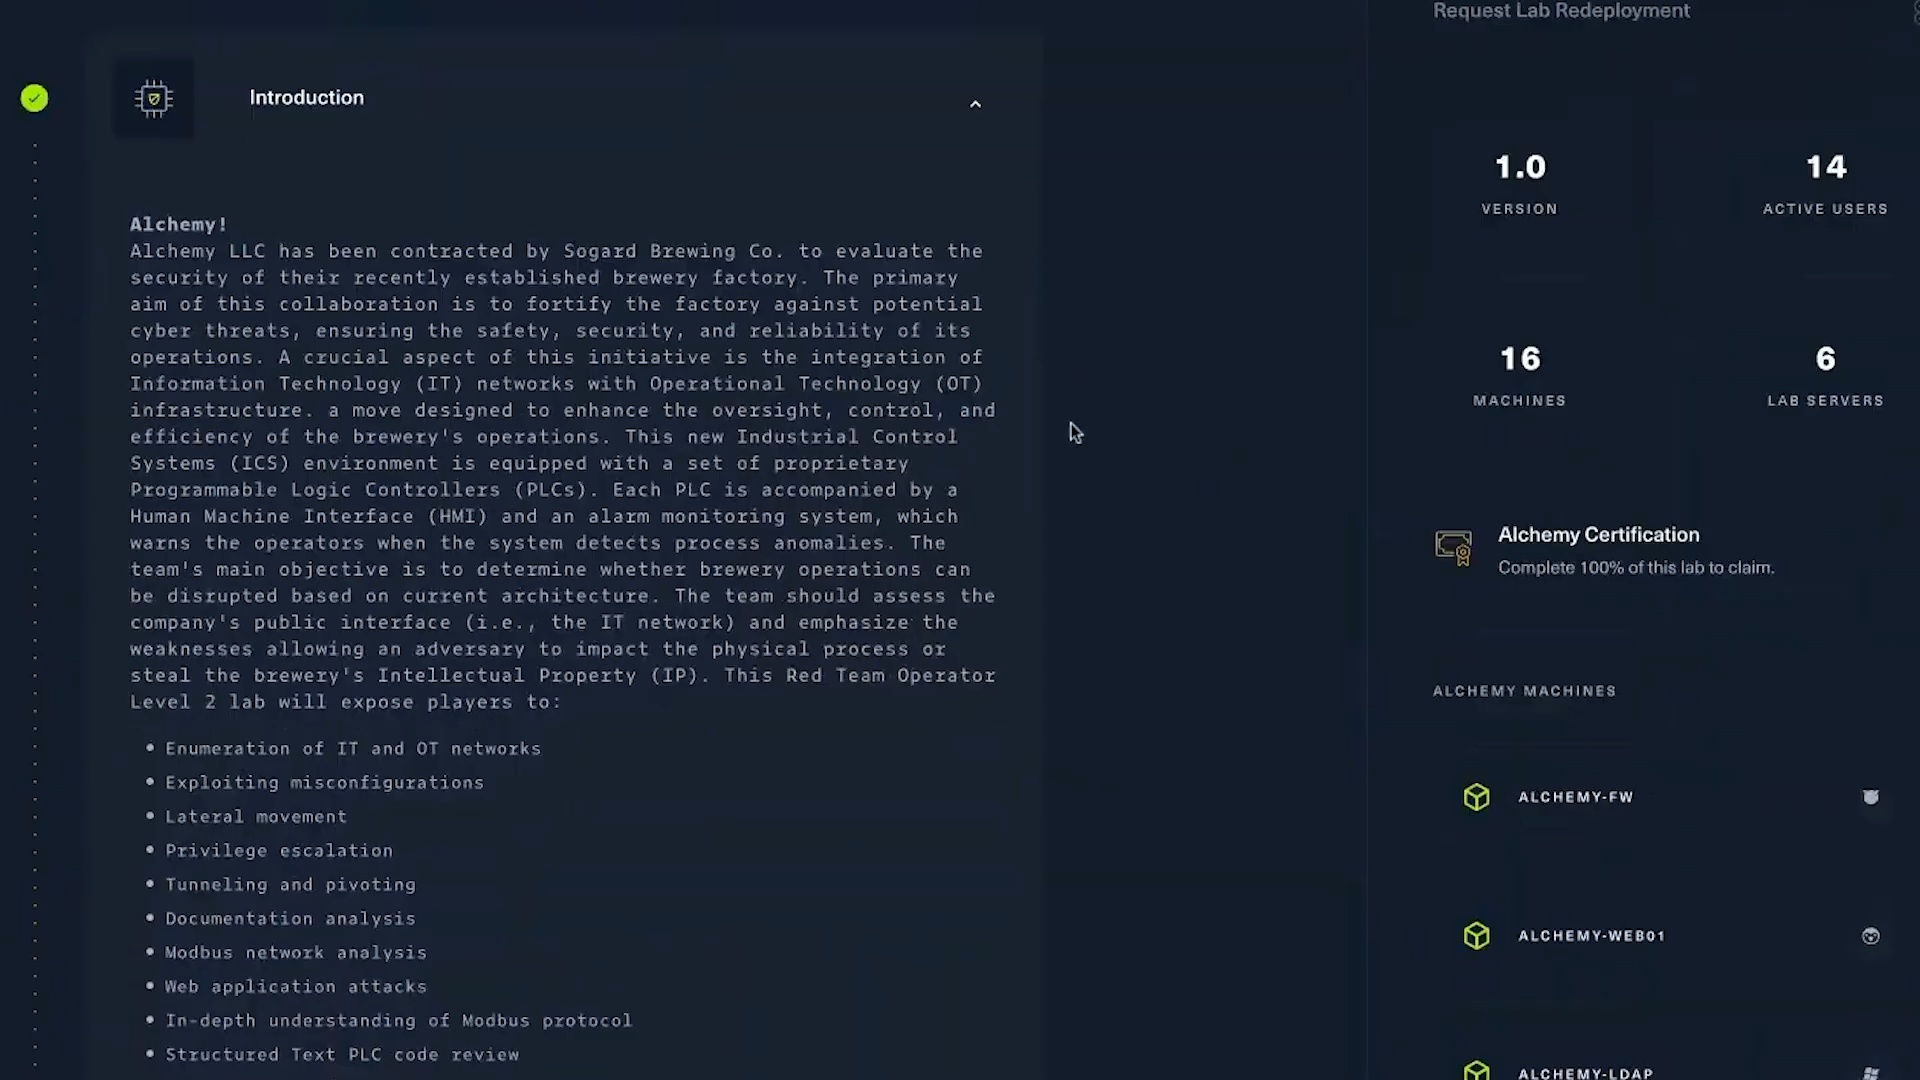 Introduction
Alchemy!
Alchemy LLC has been contracted by Sogard Brewing Co. to evaluate the
security of their recently established brewery factory. The primary
aim of this collaboration is to fortify the factory against potential
cyber threats, ensuring the safety, security, and reliability of its
operations. A crucial aspect of this initiative is the integration of
Information Technology (IT) networks with Operational Technology (OT)
infrastructure. a move designed to enhance the oversight, control, and
efficiency of the brewery's operations. This new Industrial Control
Systems (ICS) environment is equipped with a set of proprietary
Programmable Logic Controllers (PLCs). Each PLC is accompanied by a
Human Machine Interface (HMI) and an alarm monitoring system, which
warns the operators when the system detects process anomalies. The
team's main objective is to determine whether brewery operations can
be disrupted based on current architecture. The team should assess the
company's public interface (i.e., the IT network) and emphasize the
weaknesses allowing an adversary to impact the physical process or
steal the brewery's Intellectual Property (IP). This Red Team Operator
Level 2 lab will expose players to:
• Enumeration of IT and OT networks
• Exploiting misconfigurations
• Lateral movement
• Privilege escalation
• Tunneling and pivoting
• Documentation analysis
• Modbus network analysis
• Web application attacks
• In-depth understanding of Modbus protocol
• Structured Text PLC code review
Request Lab Redeployment
1.0
VERSION
14
ACTIVE USERS
16
MACHINES
6
LAB SERVERS
Alchemy Certification
Complete 100% of this lab to claim.
ALCHEMY MACHINES
ALCHEMY-FW
ALCHEMY-WEB01
ALCHEMY-LDAP